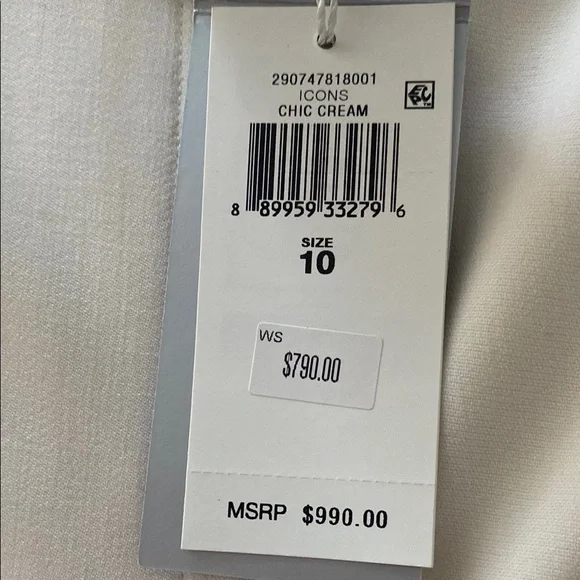 290747818001
ICONS
CHIC CREAM
8 89959 33279 6
SIZE
10
WS
$790.00
MSRP $990.00